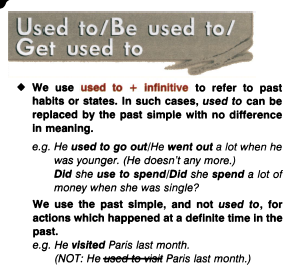 Used to/Be used to/
Get used to
◆ We use used to + infinitive to refer to past
habits or states. In such cases, used to can be
replaced by the past simple with no difference
in meaning.
e.g. He used to go out/He went out a lot when he
was younger. (He doesn't any more.)
Did she use to spend/Did she spend a lot of
money when she was single?
We use the past simple, and not used to, for
actions which happened at a definite time in the
past.
e.g. He visited Paris last month.
(NOT: He used to visit Paris last month.)